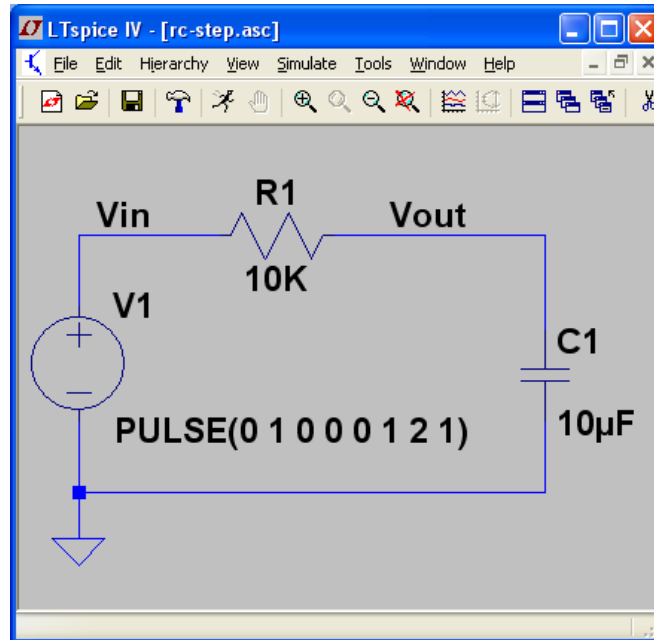 LTspice IV - [rc-step.asc]
File Edit Hierarchy View Simulate Tools Window Help
R1
Vin
Vout
10K
V1
C1
PULSE(0 1 0 0 0 1 2 1)
10µF